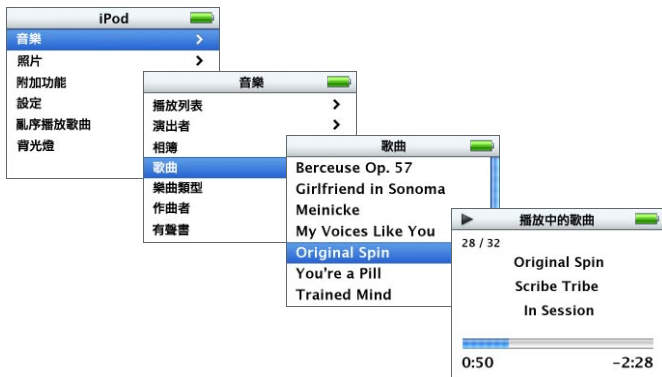 iPod
音樂
照片
附加功能
設定
亂序播放歌曲
背光燈
音樂
播放列表
演出者
相簿
歌曲
樂曲類型
作曲者
有聲書
歌曲
Berceuse Op. 57
Girlfriend in Sonoma
Meinicke
My Voices Like You
Original Spin
You're a Pill
Trained Mind
播放中的歌曲
28 / 32
Original Spin
Scribe Tribe
In Session
0:50 -2:28